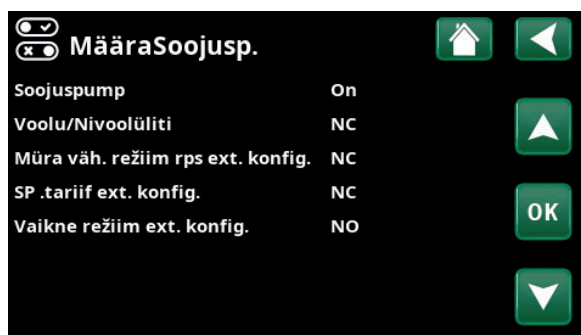 MääraSoojusp.
Soojuspump On
Voolu/Nivoolüliti NC
Müra väh. režiim rps ext. konfig. NC
SP .tariif ext. konfig. NC
Vaikne režiim ext. konfig. NO
OK